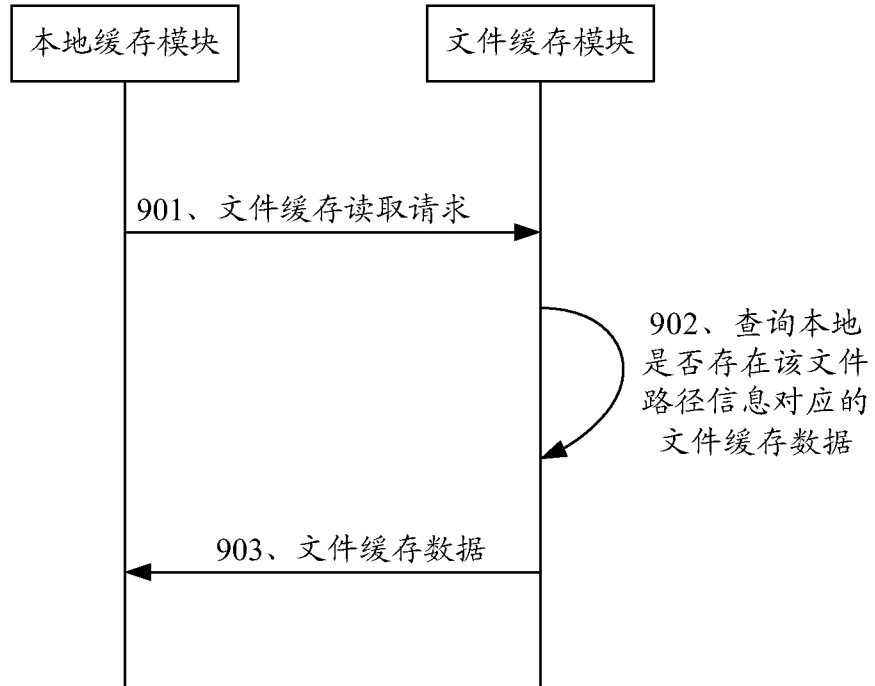 本地缓存模块
文件缓存模块
901、文件缓存读取请求
902、查询本地
是否存在该文件
路径信息对应的
文件缓存数据
903、文件缓存数据